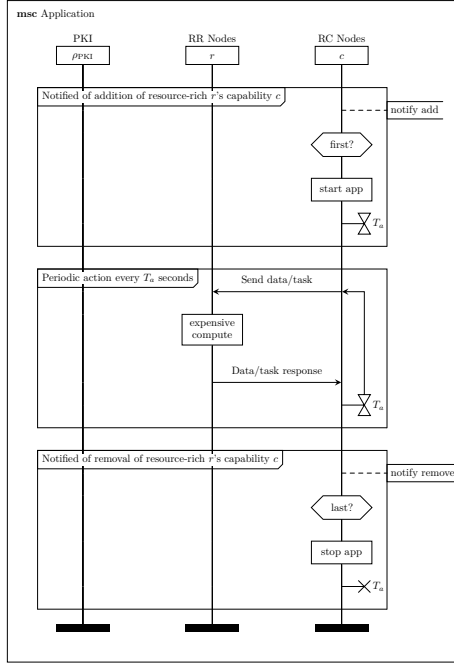 msc Application
PKI
RR Nodes
RC Nodes
ρPKI
r
c
Notified of addition of resource-rich r's capability c
notify add
first?
start app
Ta
Periodic action every Ta seconds
Send data/task
expensive
compute
Data/task response
Ta
Notified of removal of resource-rich r's capability c
notify remove
last?
stop app
Ta